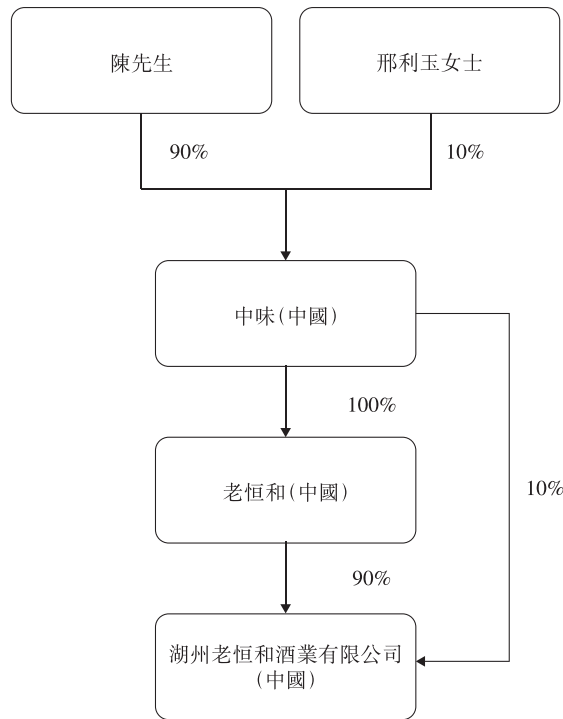 陳先生
邢利玉女士
90%
10%
中味(中國)
100%
老恒和(中國)
10%
90%
湖州老恒和酒業有限公司
(中國)